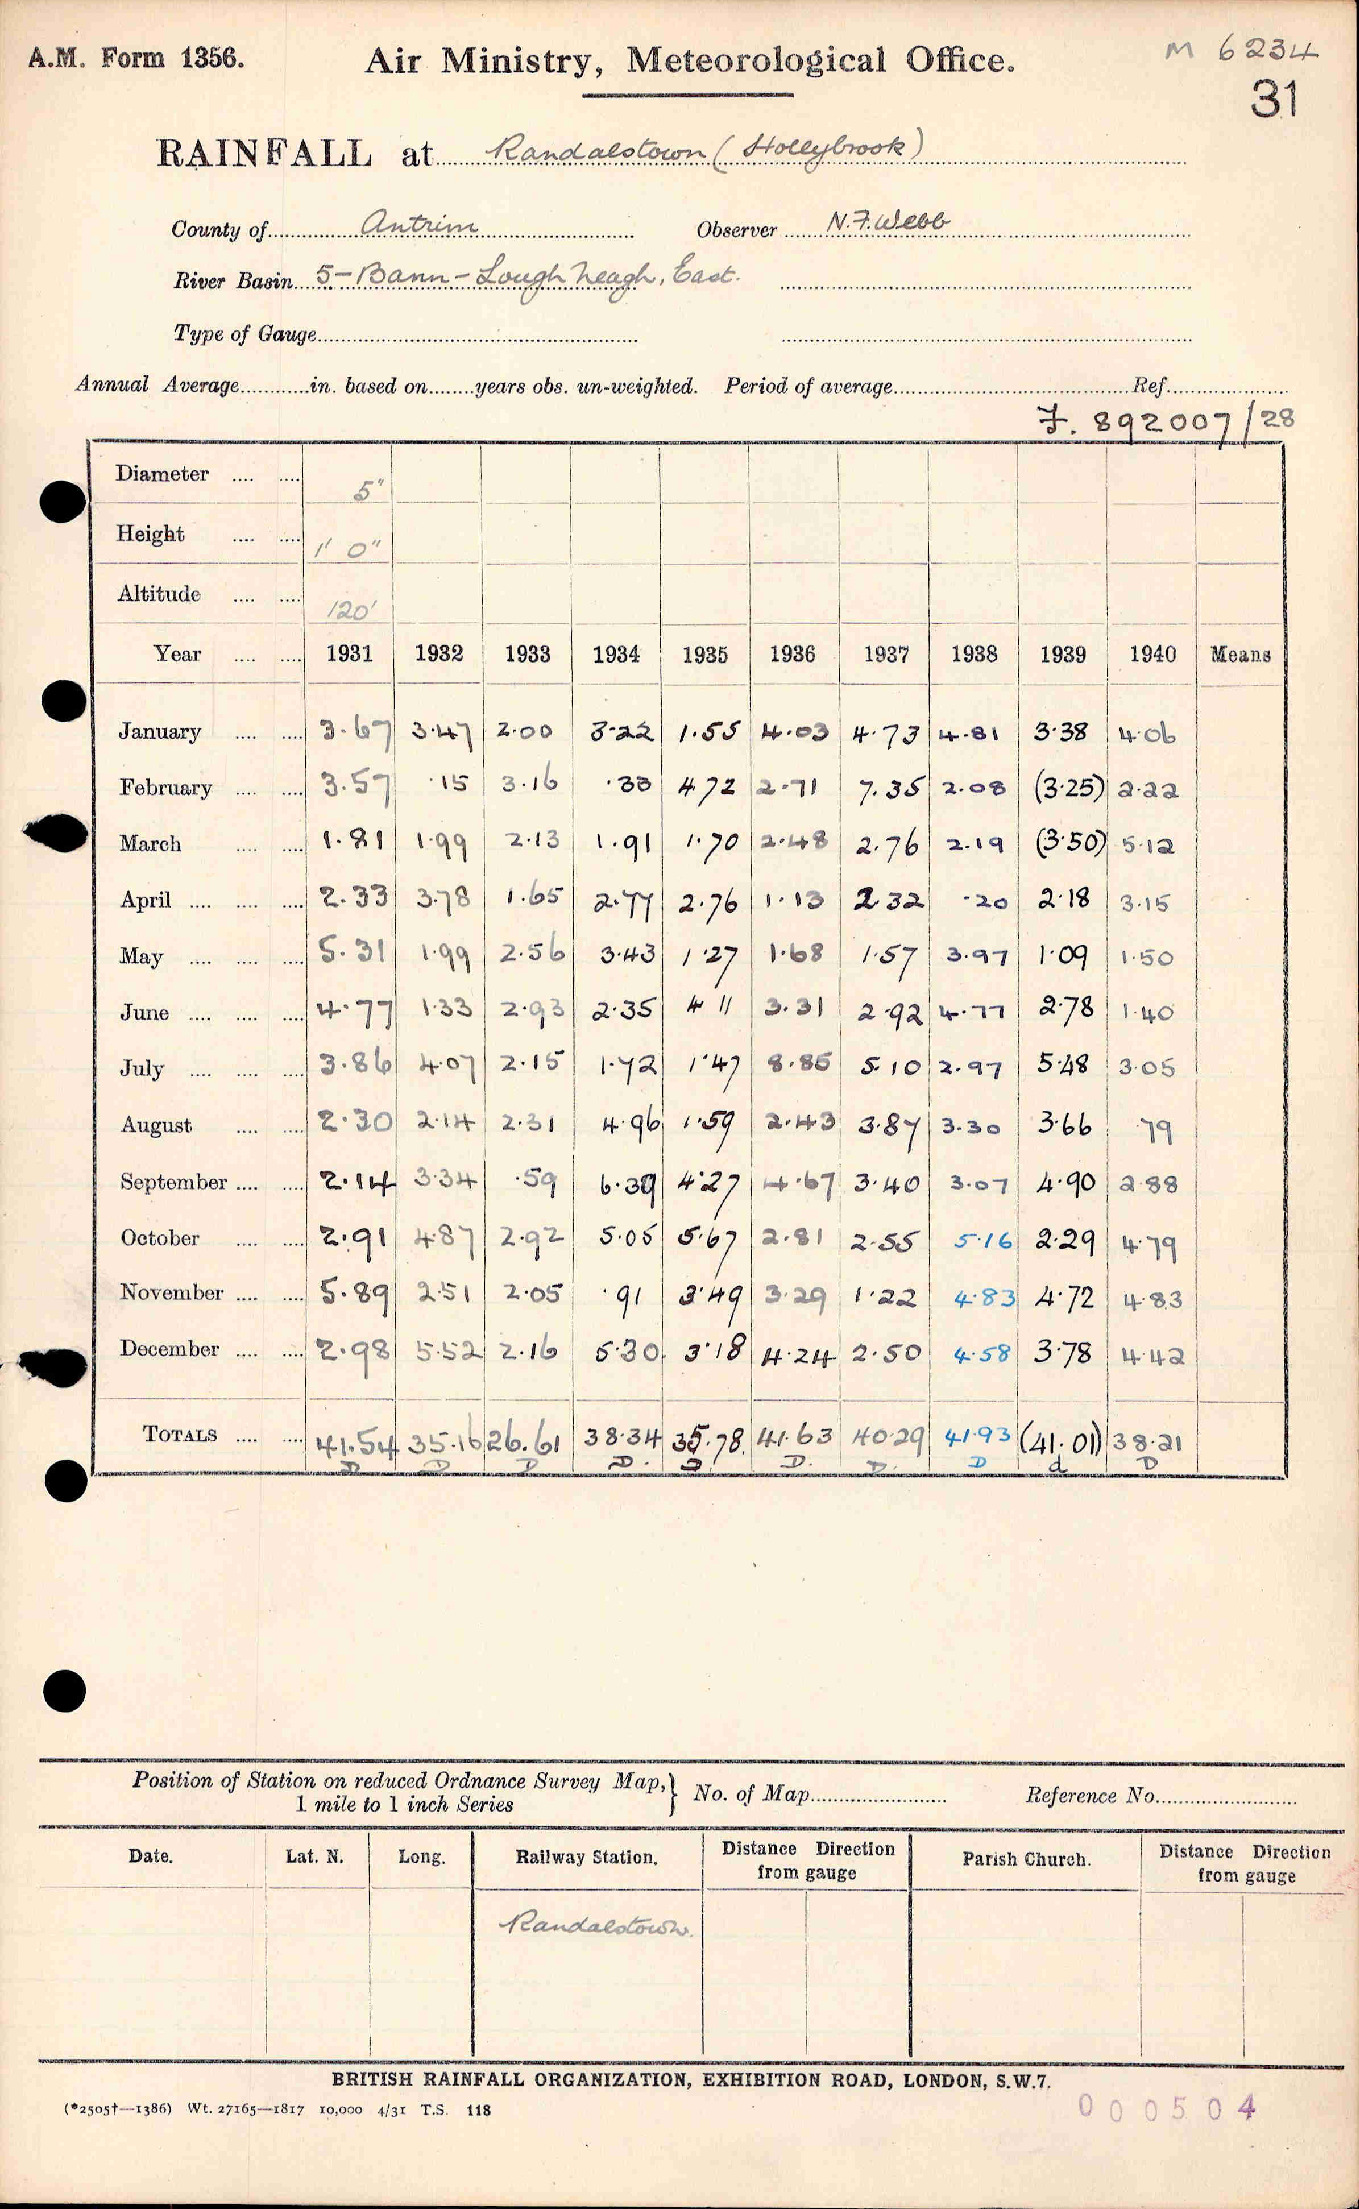 A.M. Form 1356.
Air Ministry, Meteorological Office.
M 6234
31
RAINFALL at Randalstown (Hollybrook)
County of Antrim Observer N.F. Webb
River Basin 5-Bann-Lough Neagh, East.
Type of Gauge
Annual Average in. based on years obs. un-weighted. Period of average Ref.
F. 892007/28
Diameter 5"
Height 1' 0"
Altitude 120'
Year 1931 1932 1933 1934 1935 1936 1937 1938 1939 1940 Means
January 3.67 3.47 2.00 3.22 1.55 4.03 4.73 4.81 3.38 4.06
February 3.57 .15 3.16 .33 4.72 2.71 7.35 2.08 (3.25) 2.22
March 1.81 1.99 2.13 1.91 1.70 2.48 2.76 2.19 (3.50) 5.12
April 2.33 3.78 1.65 2.77 2.76 1.13 2.32 .20 2.18 3.15
May 5.31 1.99 2.56 3.43 1.27 1.68 1.57 3.97 1.09 1.50
June 4.77 1.33 2.93 2.35 4 11 3.31 2.92 4.77 2.78 1.40
July 3.86 4.07 2.15 1.72 1.47 8.85 5.10 2.97 5.48 3.05
August 2.30 2.14 2.31 4.96 1.59 2.43 3.87 3.30 3.66 79
September 2.14 3.34 .59 6.39 4.27 4.67 3.40 3.07 4.90 2.88
October 2.91 4.87 2.92 5.05 5.67 2.81 2.55 5.16 2.29 4.79
November 5.89 2.51 2.05 .91 3.49 3.29 1.22 4.83 4.72 4.83
December 2.98 5.52 2.16 5.30 3.18 4.24 2.50 4.58 3.78 4.42
TOTALS 41.54 35.16 26.61 38.34 35.78 41.63 40.29 41.93 (41.01) 38.21
D D D D. D D. D. D d D
Position of Station on reduced Ordnance Survey Map,} No. of Map Reference No.
1 mile to 1 inch Series
Date. Lat. N. Long. Railway Station. Distance Direction from gauge Parish Church. Distance Direction from gauge
Randalstown.
BRITISH RAINFALL ORGANIZATION, EXHIBITION ROAD, LONDON, S.W.7.
(*2505†—1386) Wt. 27165—1817 10,000 4/31 T.S. 118
000504